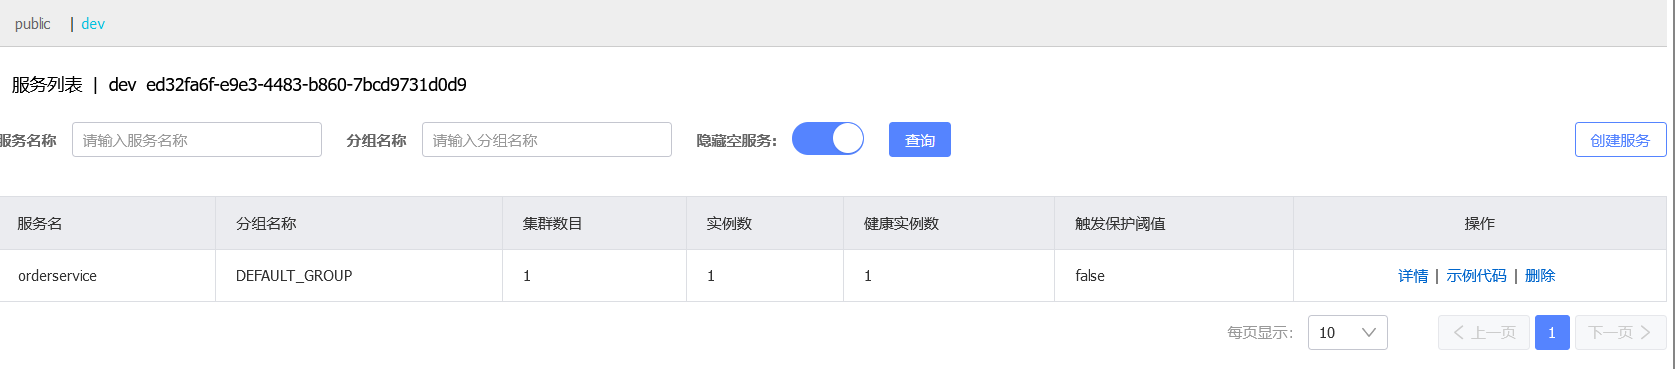 public | dev
服务列表 | dev ed32fa6f-e9e3-4483-b860-7bcd9731d0d9
服务名称 请输入服务名称 分组名称 请输入分组名称 隐藏空服务: 查询 创建服务
服务名 分组名称 集群数目 实例数 健康实例数 触发保护阈值 操作
orderservice DEFAULT_GROUP 1 1 1 false 详情 | 示例代码 | 删除
每页显示: 10 上一页 1 下一页